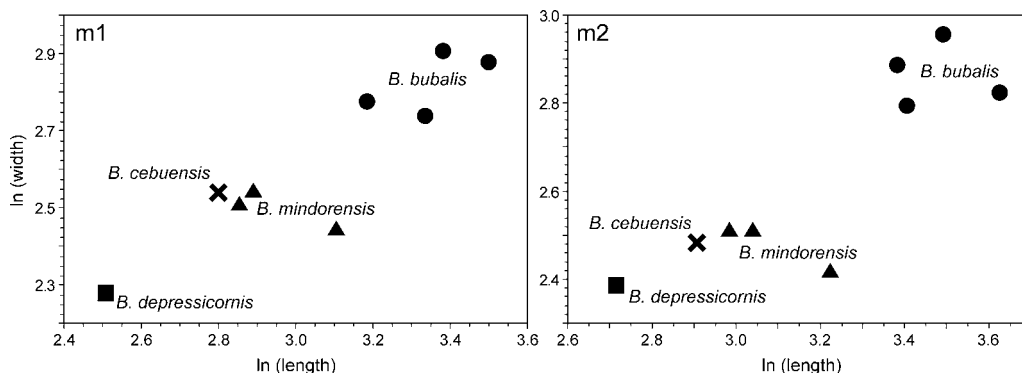 m1
2.9
2.7
2.5
2.3
ln (width)
B. bubalis
B. cebuensis
B. mindorensis
B. depressicornis
2.4 2.6 2.8 3.0 3.2 3.4 3.6
ln (length)
m2
3.0
2.8
2.6
2.4
B. bubalis
B. cebuensis
B. mindorensis
B. depressicornis
2.6 2.8 3.0 3.2 3.4 3.6
ln (length)